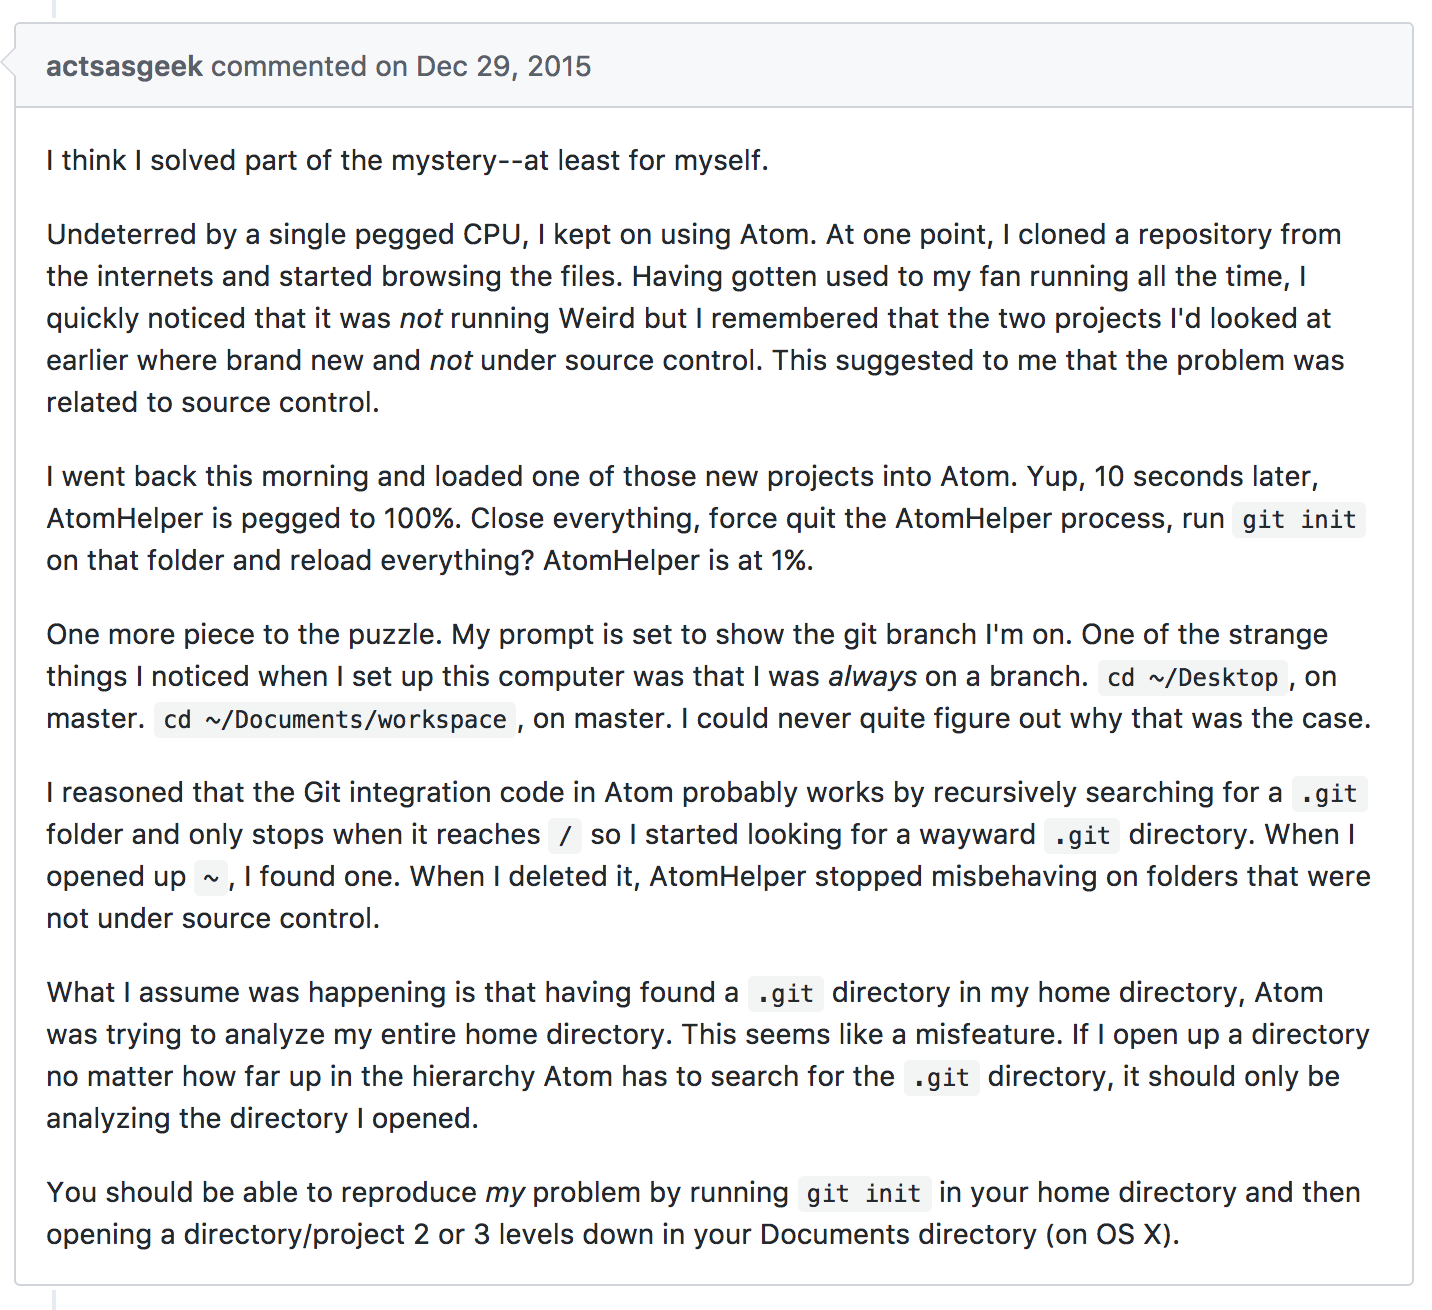 actsasgeek commented on Dec 29, 2015
I think I solved part of the mystery--at least for myself.
Undeterred by a single pegged CPU, I kept on using Atom. At one point, I cloned a repository from
the internets and started browsing the files. Having gotten used to my fan running all the time, I
quickly noticed that it was not running Weird but I remembered that the two projects I'd looked at
earlier where brand new and not under source control. This suggested to me that the problem was
related to source control.
I went back this morning and loaded one of those new projects into Atom. Yup, 10 seconds later,
AtomHelper is pegged to 100%. Close everything, force quit the AtomHelper process, run git init
on that folder and reload everything? AtomHelper is at 1%.
One more piece to the puzzle. My prompt is set to show the git branch I'm on. One of the strange
things I noticed when I set up this computer was that I was always on a branch. cd ~/Desktop , on
master. cd ~/Documents/workspace , on master. I could never quite figure out why that was the case.
I reasoned that the Git integration code in Atom probably works by recursively searching for a .git
folder and only stops when it reaches / so I started looking for a wayward .git directory. When I
opened up ~ , I found one. When I deleted it, AtomHelper stopped misbehaving on folders that were
not under source control.
What I assume was happening is that having found a .git directory in my home directory, Atom
was trying to analyze my entire home directory. This seems like a misfeature. If I open up a directory
no matter how far up in the hierarchy Atom has to search for the .git directory, it should only be
analyzing the directory I opened.
You should be able to reproduce my problem by running git init in your home directory and then
opening a directory/project 2 or 3 levels down in your Documents directory (on OS X).